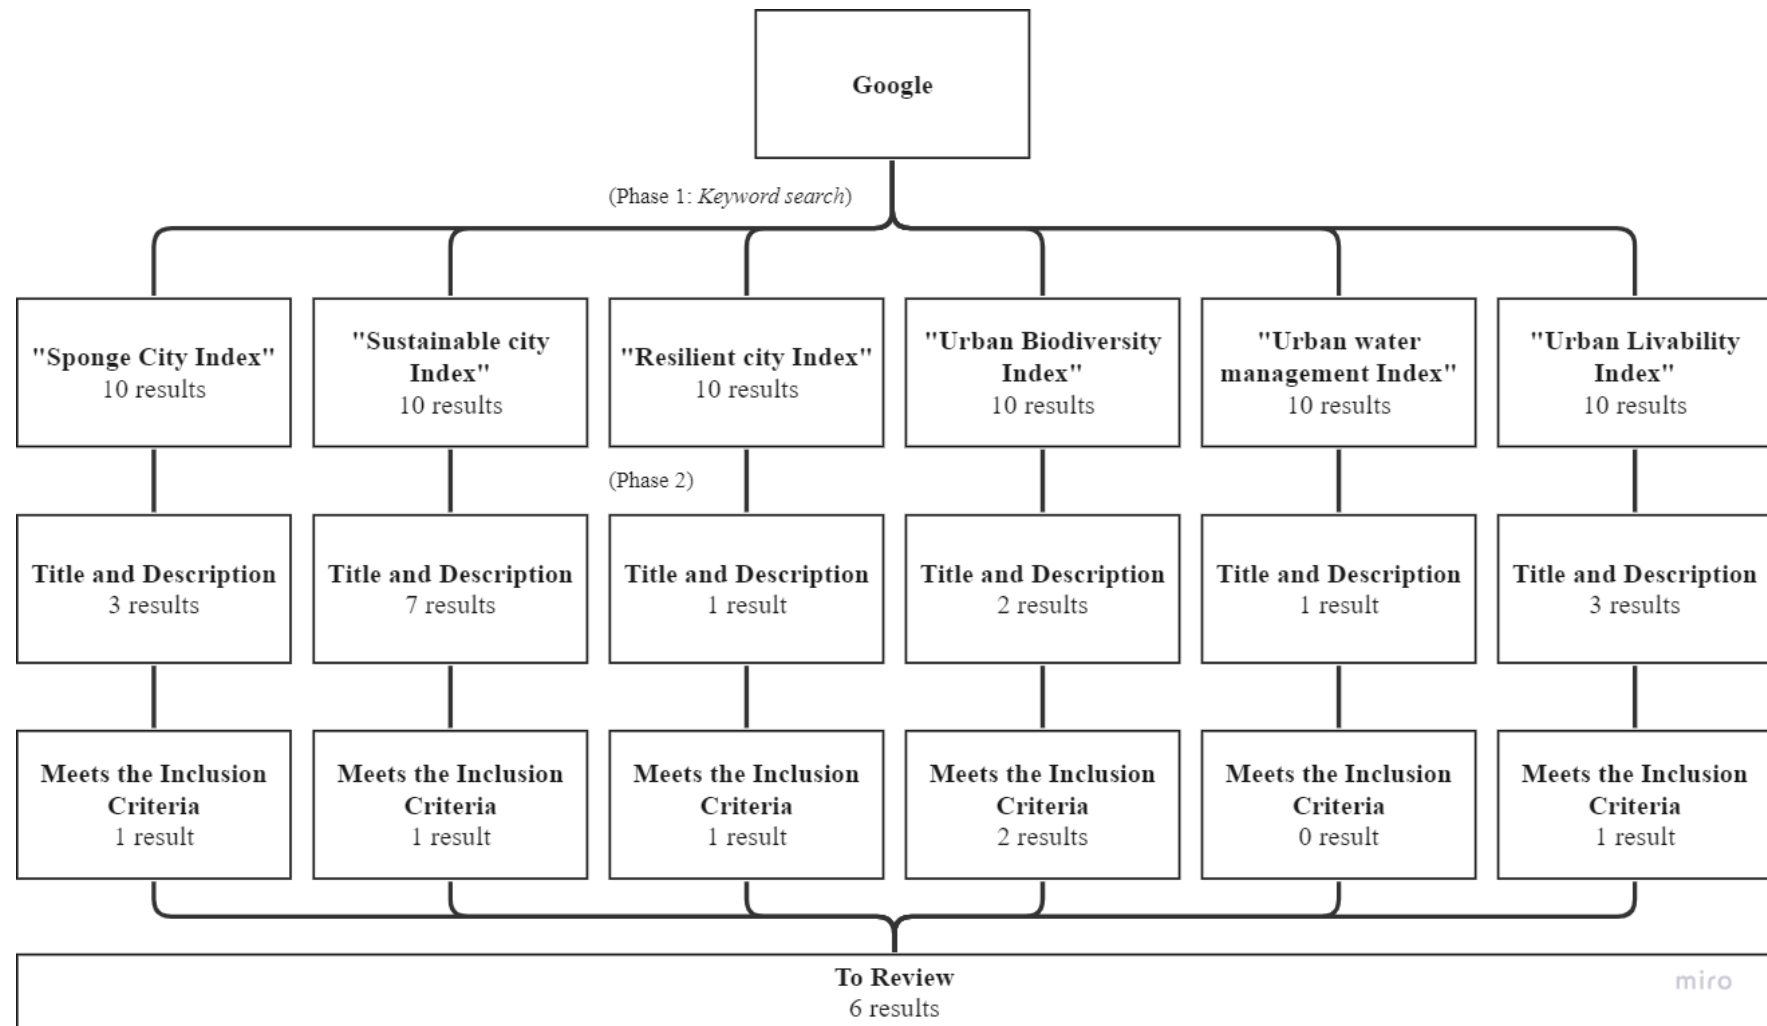 Google
(Phase 1: Keyword search)
"Sponge City Index"
10 results
"Sustainable city
Index"
10 results
"Resilient city Index"
10 results
"Urban Biodiversity
Index"
10 results
"Urban water
management Index"
10 results
"Urban Livability
Index"
10 results
(Phase 2)
Title and Description
3 results
Title and Description
7 results
Title and Description
1 result
Title and Description
2 results
Title and Description
1 result
Title and Description
3 results
Meets the Inclusion
Criteria
1 result
Meets the Inclusion
Criteria
1 result
Meets the Inclusion
Criteria
1 result
Meets the Inclusion
Criteria
2 results
Meets the Inclusion
Criteria
0 result
Meets the Inclusion
Criteria
1 result
To Review
6 results
miro